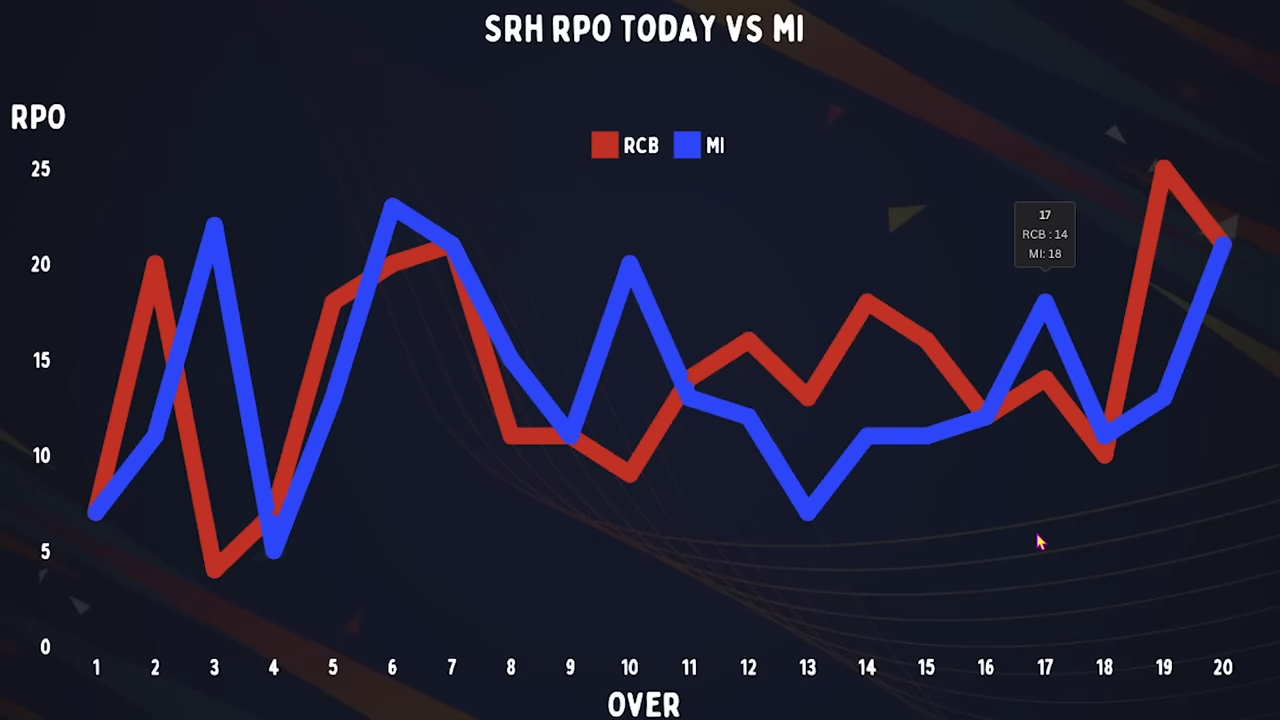 SRH RPO TODAY VS MI
RPO
RCB MI
25
20
15
10
5
0
17
RCB : 14
MI: 18
1 2 3 4 5 6 7 8 9 10 11 12 13 14 15 16 17 18 19 20
OVER